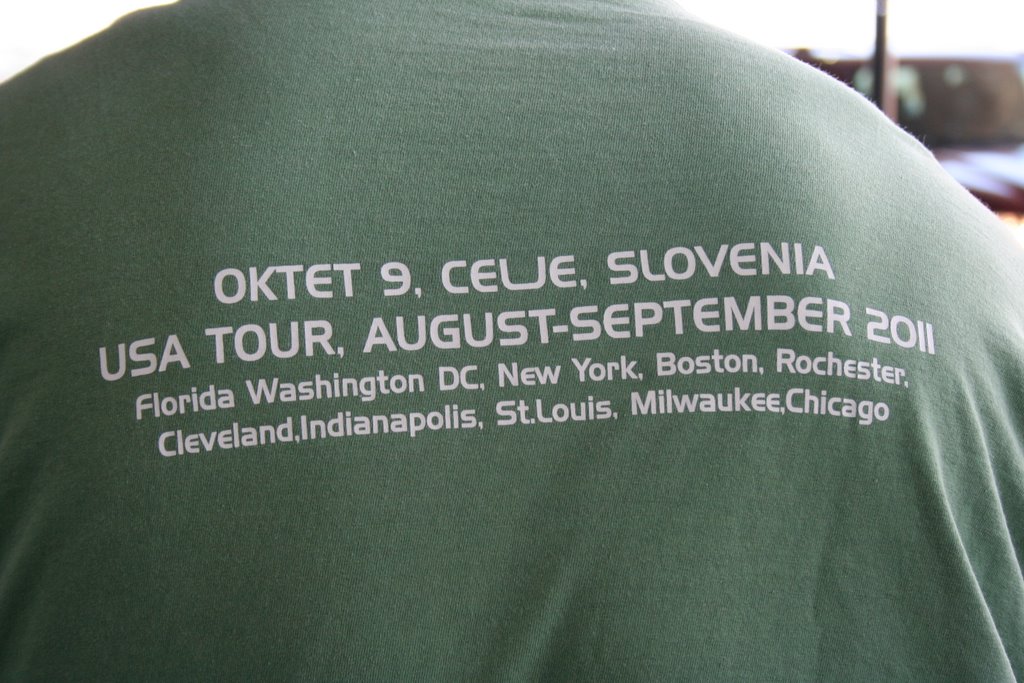 OKTET 9, CELJE, SLOVENIA
USA TOUR, AUGUST-SEPTEMBER 2011
Florida Washington DC, New York, Boston, Rochester,
Cleveland,Indianapolis, St.Louis, Milwaukee,Chicago